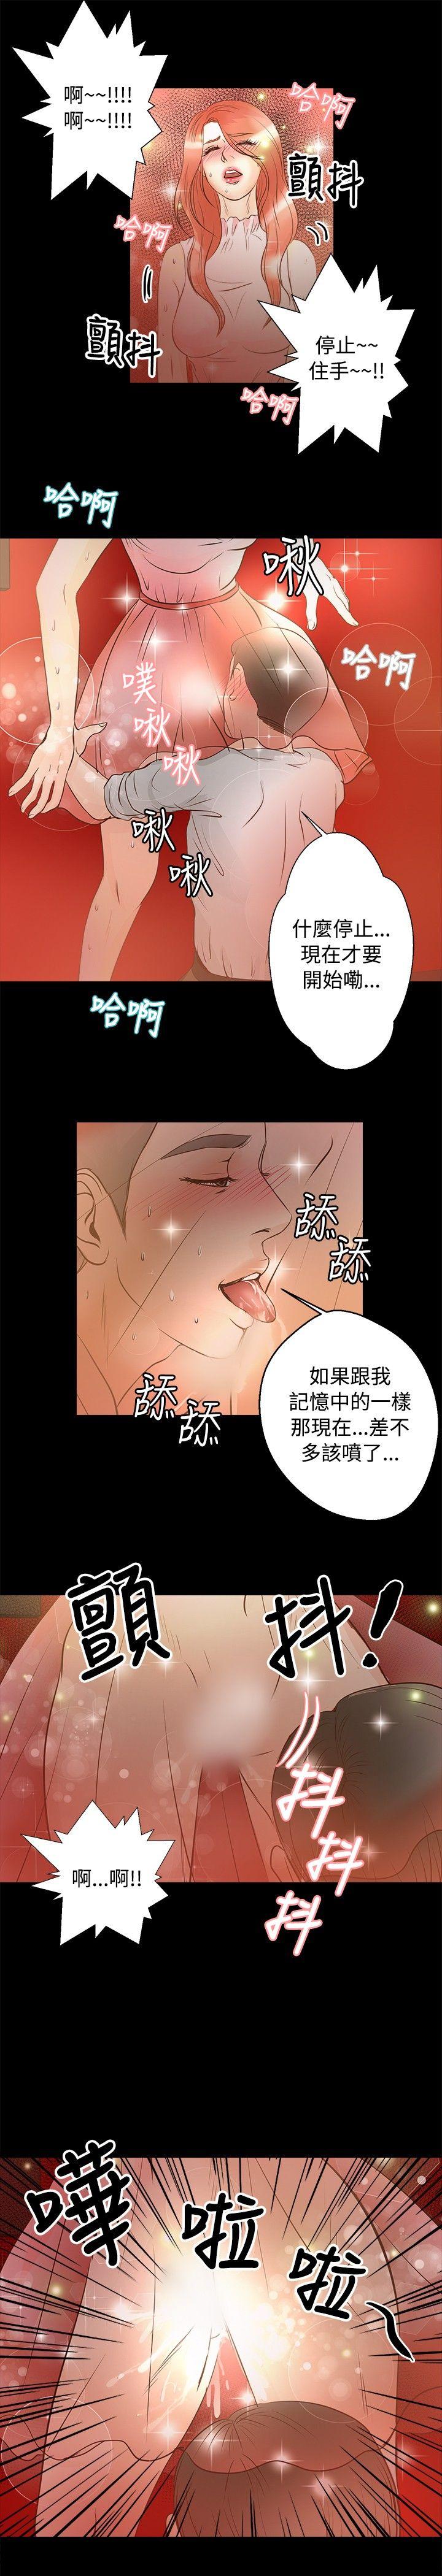 啊~~!!!!
啊~~!!!!
哈啊
顫抖
哈啊
顫抖
停止~~
住手~~!!
哈啊
哈啊
啾
哈啊
噗
啾
啾
啾
啾
什麼停止...
現在才要
開始嘞...
哈啊
舔
舔
舔
舔
如果跟我
記憶中的一樣
那現在...差不
多該噴了...
顫
抖!
抖
抖
抖
啊...啊!!
嘩
啦
啦~